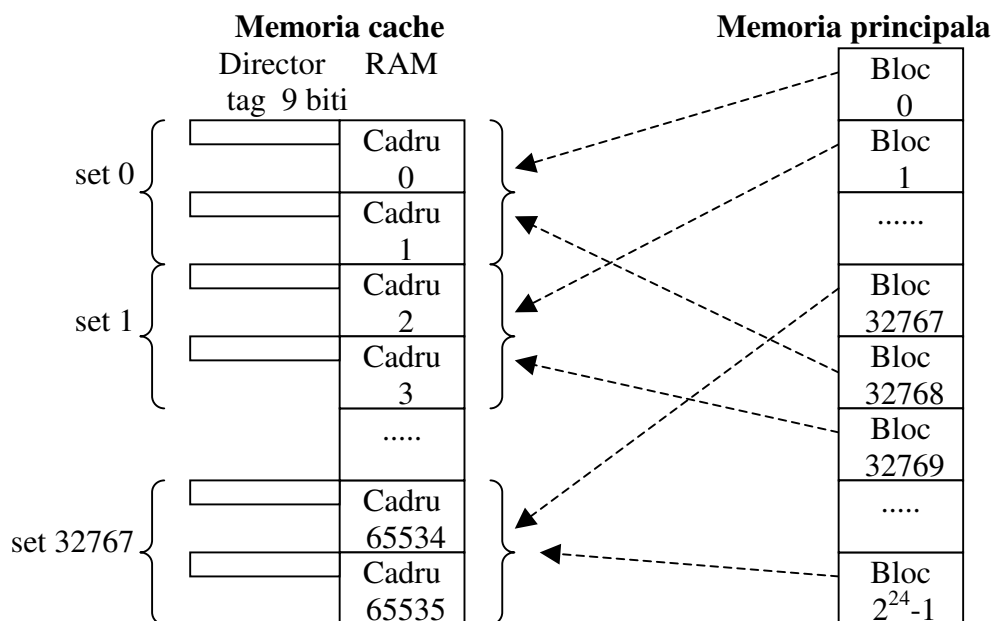 Memoria cache
Director RAM
tag 9 biti
set 0
Cadru
0
Cadru
1
set 1
Cadru
2
Cadru
3
.....
set 32767
Cadru
65534
Cadru
65535
Memoria principala
Bloc
0
Bloc
1
......
Bloc
32767
Bloc
32768
Bloc
32769
.....
Bloc
2²⁴-1